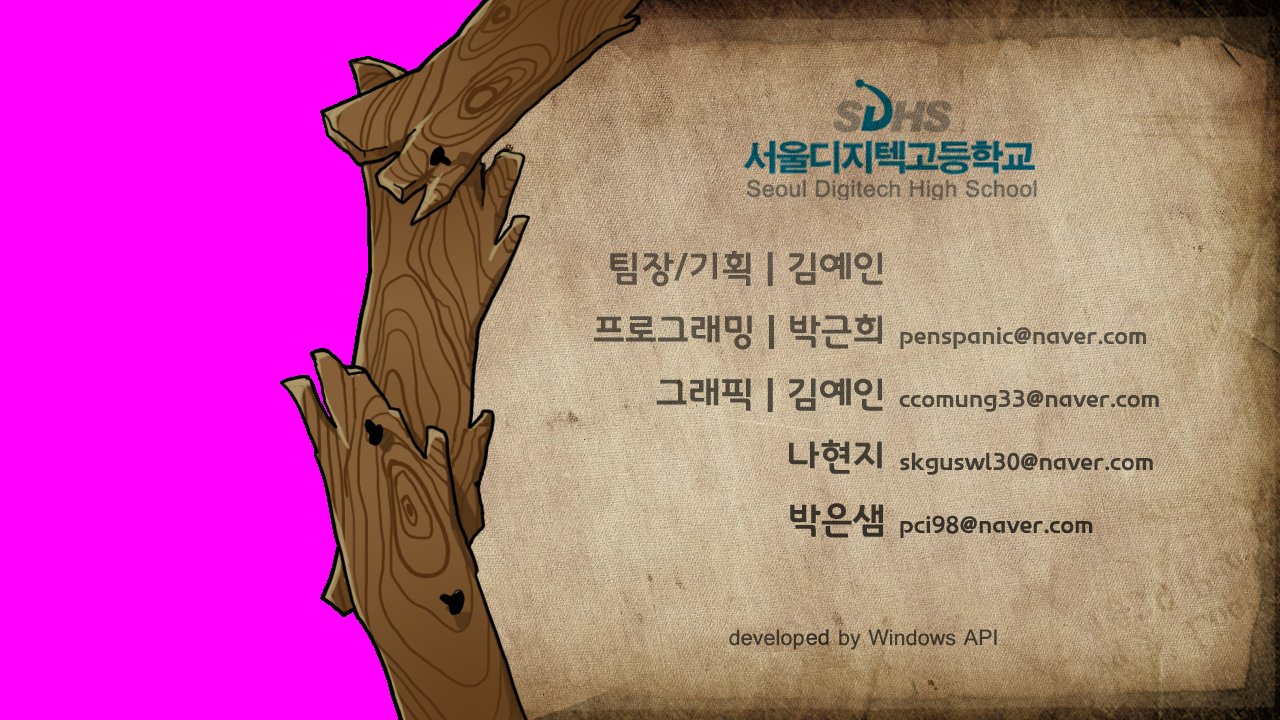 SDHS
서울디지텍고등학교
Seoul Digitech High School
팀장/기획 | 김예인
프로그래밍 | 박근희 penspanic@naver.com
그래픽 | 김예인 ccomung33@naver.com
나현지 skguswl30@naver.com
박은샘 pci98@naver.com
developed by Windows API